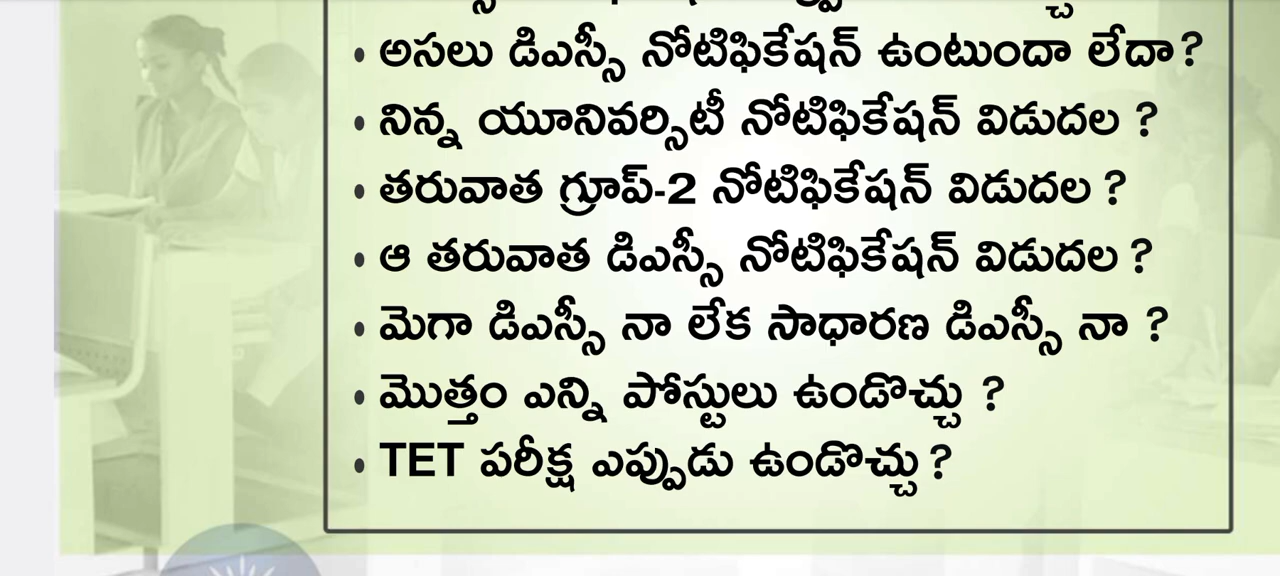 • అసలు డిఎస్సీ నోటిఫికేషన్ ఉంటుందా లేదా?
• నిన్న యూనివర్సిటీ నోటిఫికేషన్ విడుదల ?
• తరువాత గ్రూప్-2 నోటిఫికేషన్ విడుదల ?
• ఆ తరువాత డిఎస్సీ నోటిఫికేషన్ విడుదల ?
• మెగా డిఎస్సీ నా లేక సాధారణ డిఎస్సీ నా ?
• మొత్తం ఎన్ని పోస్టులు ఉండొచ్చు ?
• TET పరీక్ష ఎప్పుడు ఉండొచ్చు ?